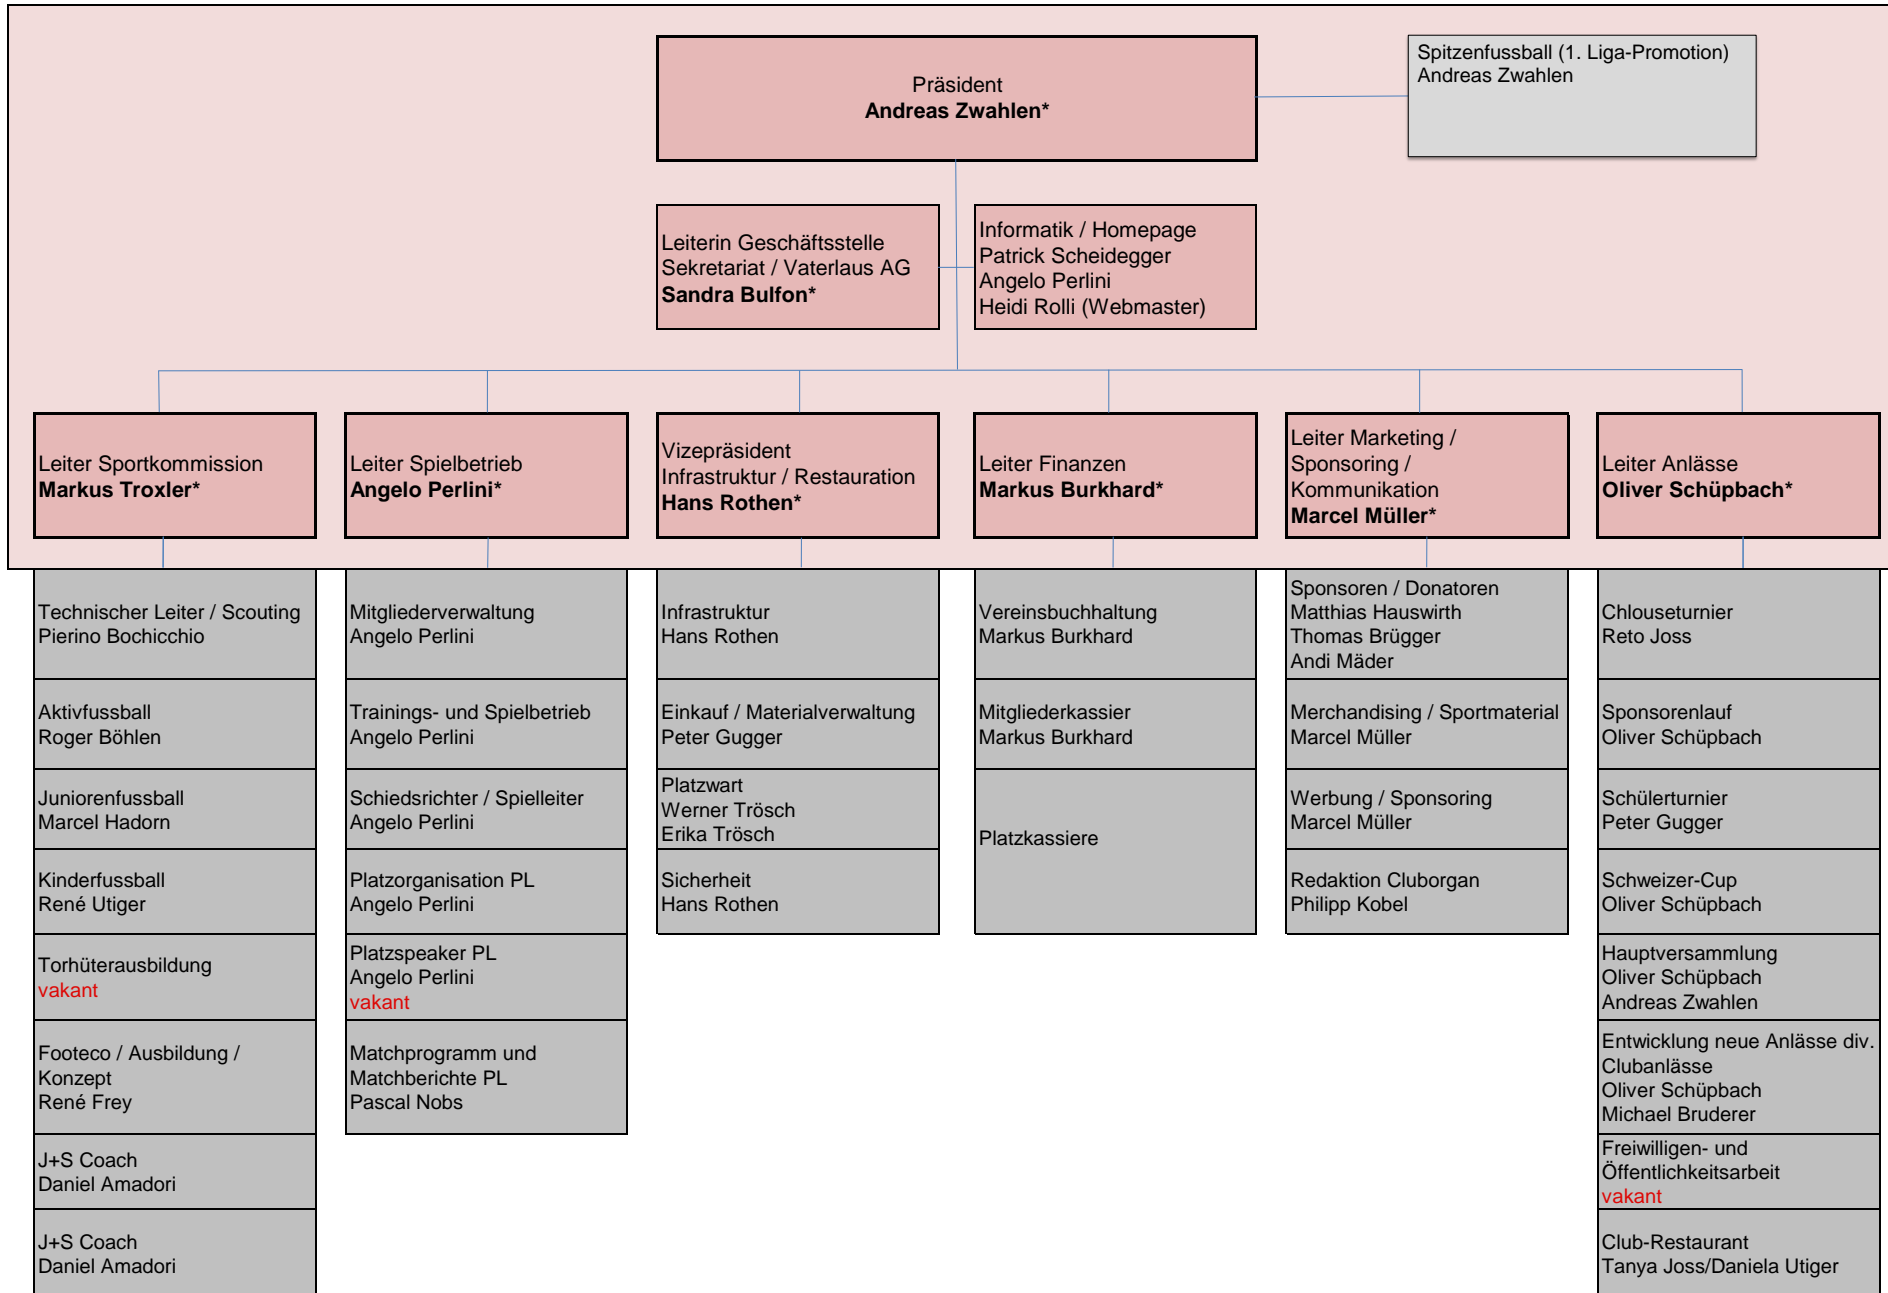 Präsident
Andreas Zwahlen*
Spitzenfussball (1. Liga-Promotion)
Andreas Zwahlen
Leiterin Geschäftsstelle
Sekretariat / Vaterlaus AG
Sandra Bulfon*
Informatik / Homepage
Patrick Scheidegger
Angelo Perlini
Heidi Rolli (Webmaster)
Leiter Sportkommission
Markus Troxler*
Leiter Spielbetrieb
Angelo Perlini*
Vizepräsident
Infrastruktur / Restauration
Hans Rothen*
Leiter Finanzen
Markus Burkhard*
Leiter Marketing /
Sponsoring /
Kommunikation
Marcel Müller*
Leiter Anlässe
Oliver Schüpbach*
Technischer Leiter / Scouting
Pierino Bochicchio
Aktivfussball
Roger Böhlen
Juniorenfussball
Marcel Hadorn
Kinderfussball
René Utiger
Torhüterausbildung
vakant
Footeco / Ausbildung /
Konzept
René Frey
J+S Coach
Daniel Amadori
J+S Coach
Daniel Amadori
Mitgliederverwaltung
Angelo Perlini
Trainings- und Spielbetrieb
Angelo Perlini
Schiedsrichter / Spielleiter
Angelo Perlini
Platzorganisation PL
Angelo Perlini
Platzspeaker PL
Angelo Perlini
vakant
Matchprogramm und
Matchberichte PL
Pascal Nobs
Infrastruktur
Hans Rothen
Einkauf / Materialverwaltung
Peter Gugger
Platzwart
Werner Trösch
Erika Trösch
Sicherheit
Hans Rothen
Vereinsbuchhaltung
Markus Burkhard
Mitgliederkassier
Markus Burkhard
Platzkassiere
Sponsoren / Donatoren
Matthias Hauswirth
Thomas Brügger
Andi Mäder
Merchandising / Sportmaterial
Marcel Müller
Werbung / Sponsoring
Marcel Müller
Redaktion Cluborgan
Philipp Kobel
Chlouseturnier
Reto Joss
Sponsorenlauf
Oliver Schüpbach
Schülerturnier
Peter Gugger
Schweizer-Cup
Oliver Schüpbach
Hauptversammlung
Oliver Schüpbach
Andreas Zwahlen
Entwicklung neue Anlässe div.
Clubanlässe
Oliver Schüpbach
Michael Bruderer
Freiwilligen- und
Öffentlichkeitsarbeit
vakant
Club-Restaurant
Tanya Joss/Daniela Utiger